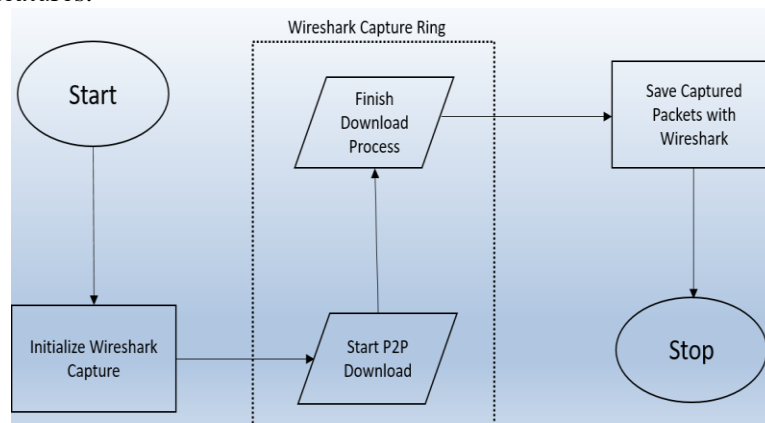 Wireshark Capture Ring
Start
Initialize Wireshark
Capture
Start P2P
Download
Finish
Download
Process
Save Captured
Packets with
Wireshark
Stop